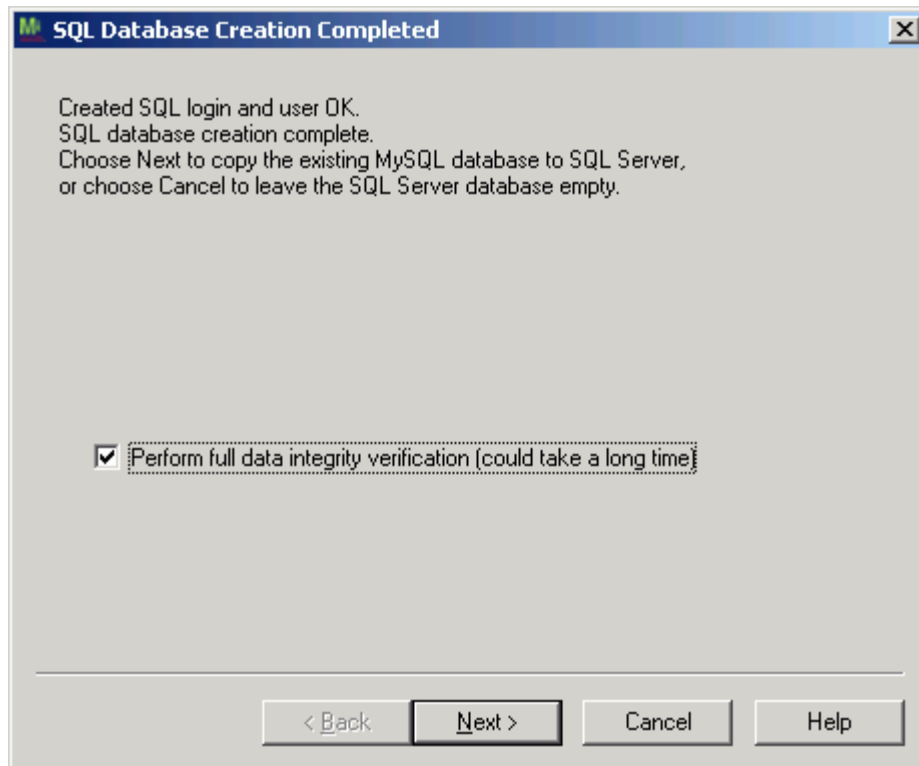 SQL Database Creation Completed
Created SQL login and user OK.
SQL database creation complete.
Choose Next to copy the existing MySQL database to SQL Server,
or choose Cancel to leave the SQL Server database empty.
Perform full data integrity verification (could take a long time)
< Back Next > Cancel Help